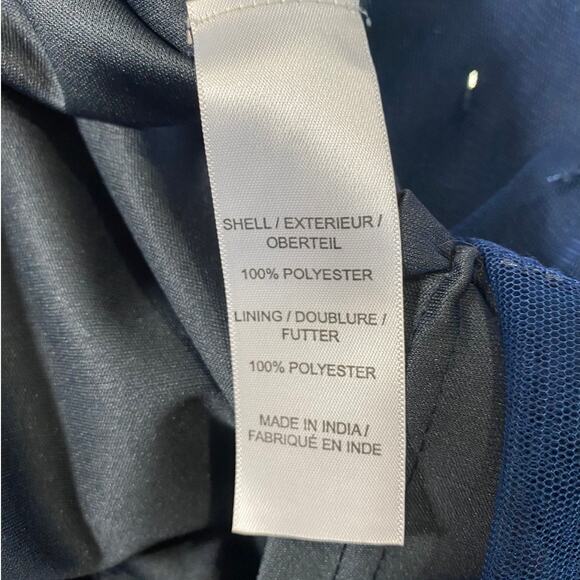 SHELL / EXTERIEUR /
OBERTEIL
100% POLYESTER
LINING / DOUBLURE /
FUTTER
100% POLYESTER
MADE IN INDIA /
FABRIQUÉ EN INDE